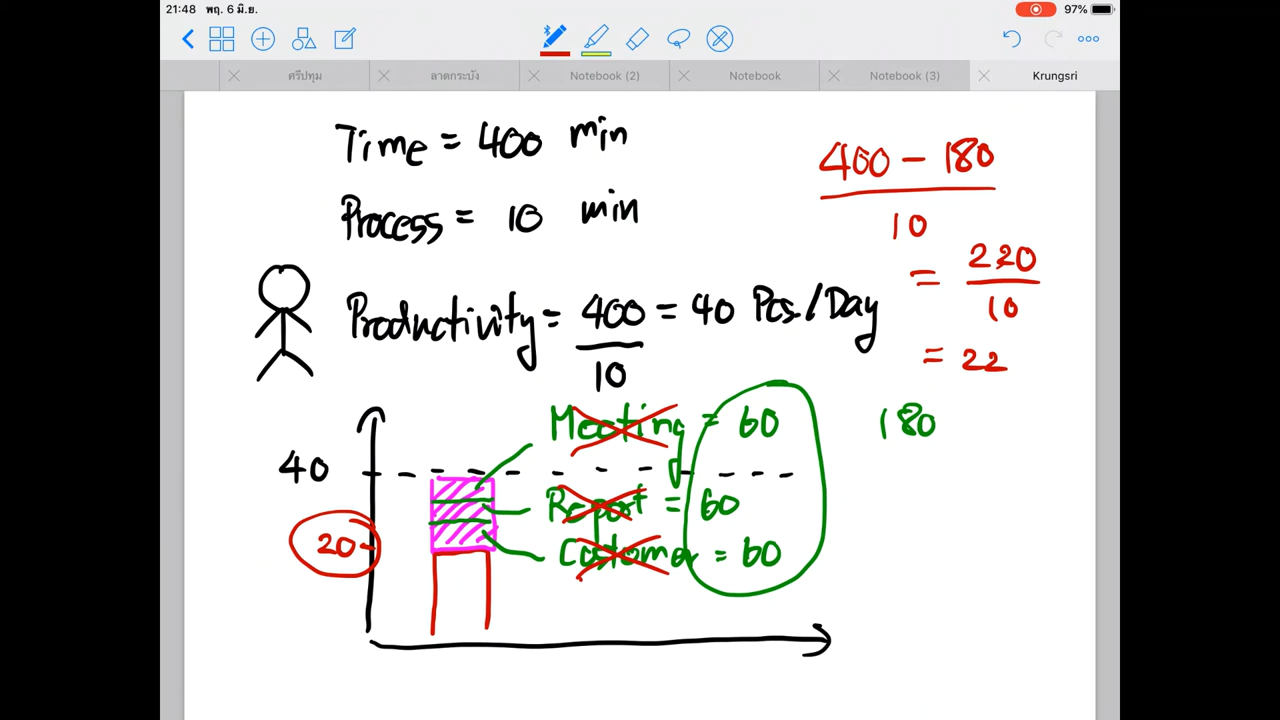 21:48 พฤ. 6 มิ.ย.
97%
ศรีปทุม
ลาดกระบัง
Notebook (2)
Notebook
Notebook (3)
Krungsri
Time = 400 min
Process = 10 min
Productivity = 400/10 = 40 Pcs/Day
400 - 180
10
= 220/10
= 22
Meeting = 60
180
40
Report = 60
20
Customer = 60